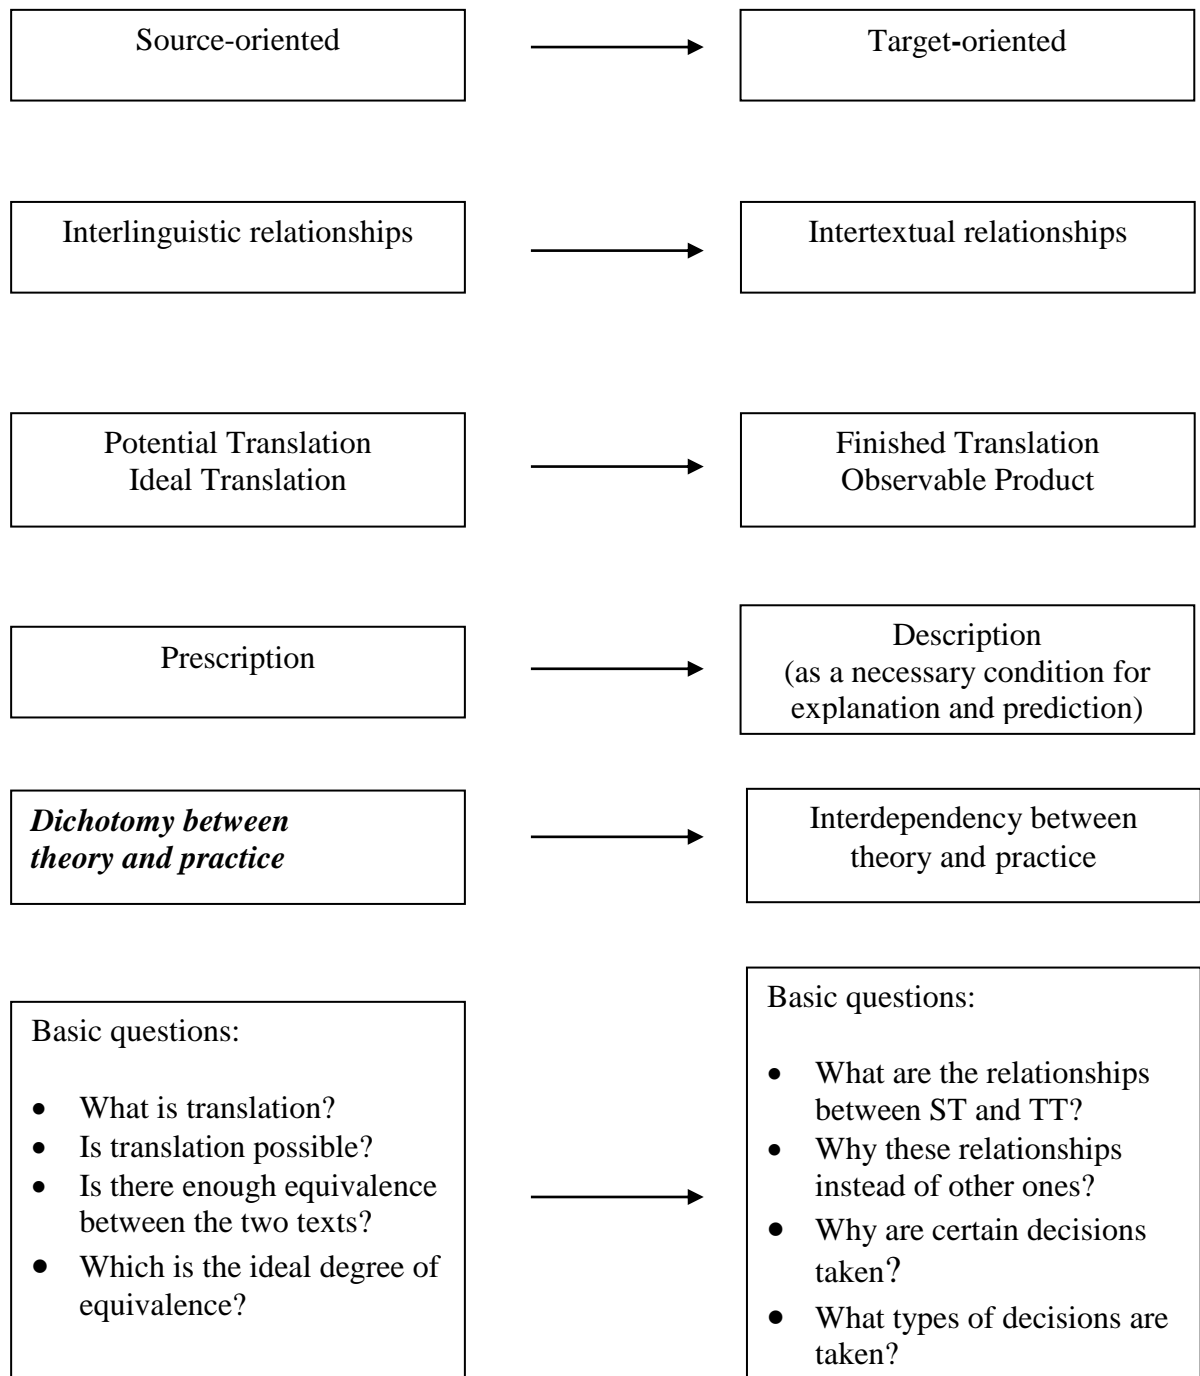 Source-oriented
Target-oriented
Interlinguistic relationships
Intertextual relationships
Potential Translation
Ideal Translation
Finished Translation
Observable Product
Prescription
Description
(as a necessary condition for
explanation and prediction)
Dichotomy between
theory and practice
Interdependency between
theory and practice
Basic questions:
• What is translation?
• Is translation possible?
• Is there enough equivalence
between the two texts?
• Which is the ideal degree of
equivalence?
Basic questions:
• What are the relationships
between ST and TT?
• Why these relationships
instead of other ones?
• Why are certain decisions
taken?
• What types of decisions are
taken?